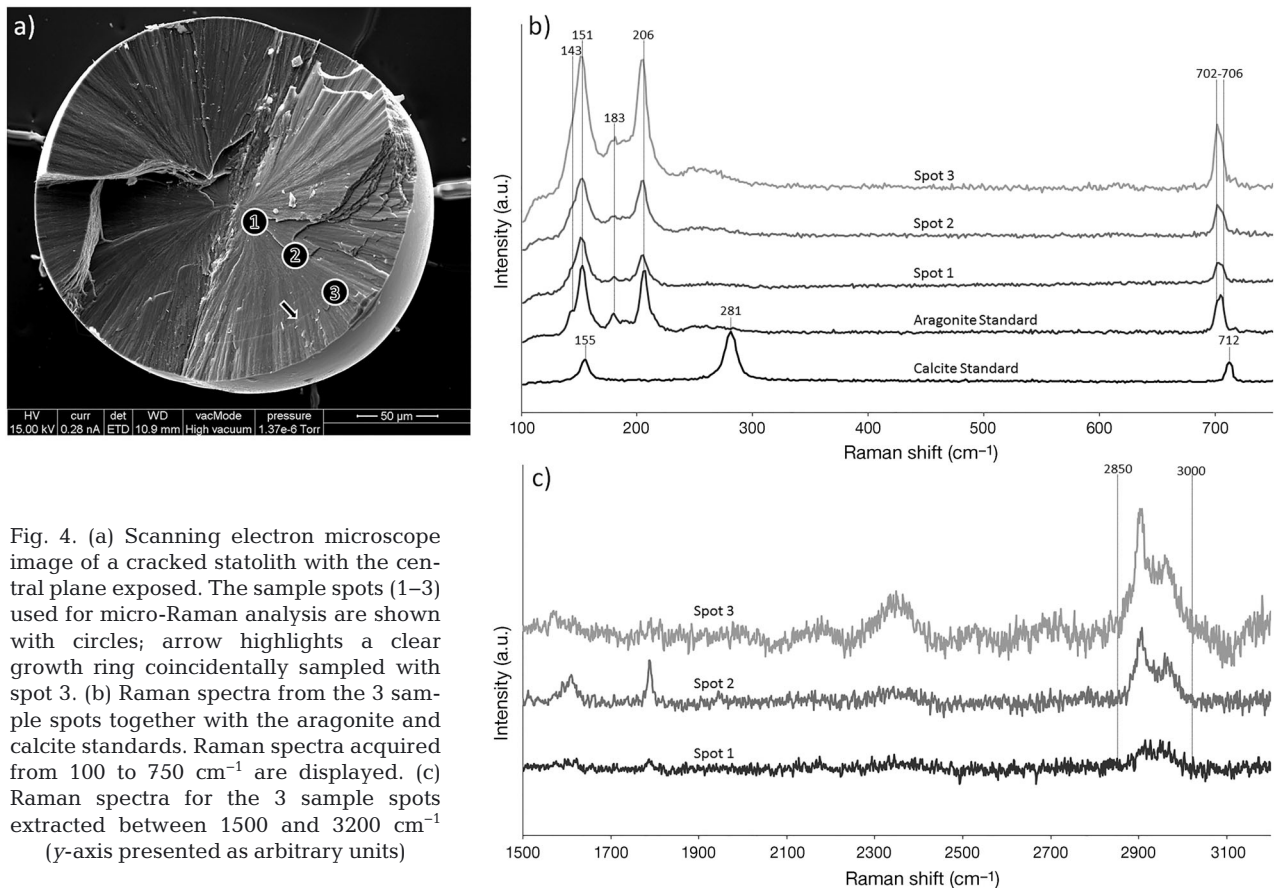 a)
1
2
3
HV curr det WD vacMode pressure
15.00 kV 0.28 nA ETD 10.9 mm High vacuum 1.37e-6 Torr
50 µm
b)
151
143
206
183
702-706
Spot 3
Spot 2
Spot 1
Aragonite Standard
281
155
712
Calcite Standard
Intensity (a.u.)
100 200 300 400 500 600 700
Raman shift (cm⁻¹)
c)
2850 3000
Spot 3
Spot 2
Spot 1
Intensity (a.u.)
1500 1700 1900 2100 2300 2500 2700 2900 3100
Raman shift (cm⁻¹)
Fig. 4. (a) Scanning electron microscope
image of a cracked statolith with the cen-
tral plane exposed. The sample spots (1–3)
used for micro-Raman analysis are shown
with circles; arrow highlights a clear
growth ring coincidentally sampled with
spot 3. (b) Raman spectra from the 3 sam-
ple spots together with the aragonite and
calcite standards. Raman spectra acquired
from 100 to 750 cm⁻¹ are displayed. (c)
Raman spectra for the 3 sample spots
extracted between 1500 and 3200 cm⁻¹
(y-axis presented as arbitrary units)